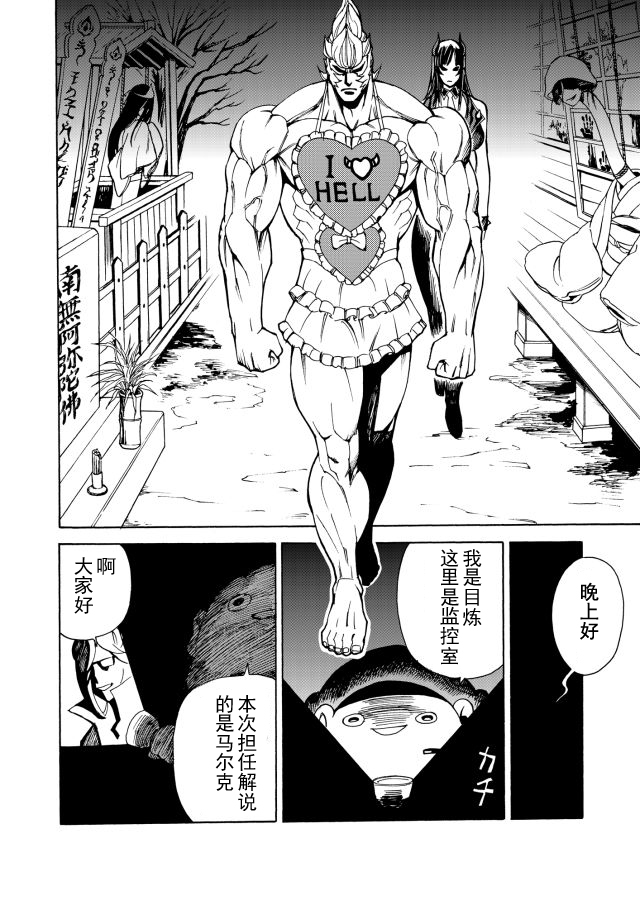 I
HELL
南無阿弥陀佛
晚上好
我是目炼
这里是监控室
カチ
本次担任解说
的是马尔克
啊
大家好